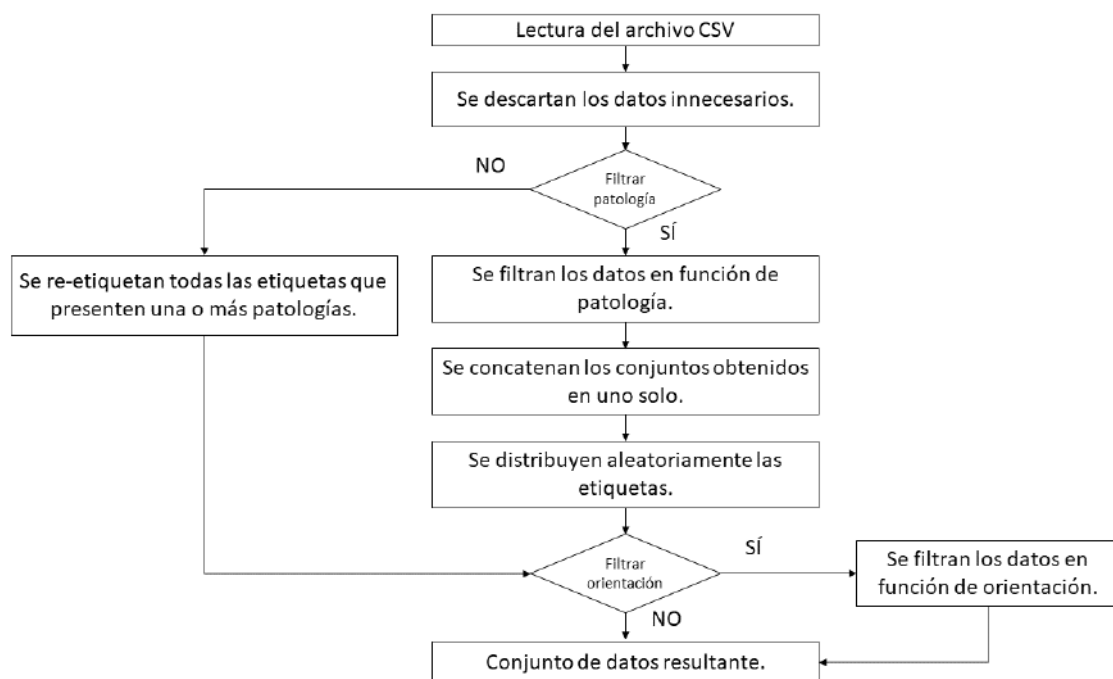 Lectura del archivo CSV
Se descartan los datos innecesarios.
NO
Filtrar
patología
SÍ
Se re-etiquetan todas las etiquetas que
presenten una o más patologías.
Se filtran los datos en función de
patología.
Se concatenan los conjuntos obtenidos
en uno solo.
Se distribuyen aleatoriamente las
etiquetas.
Filtrar
orientación
SÍ
Se filtran los datos en
función de orientación.
NO
Conjunto de datos resultante.